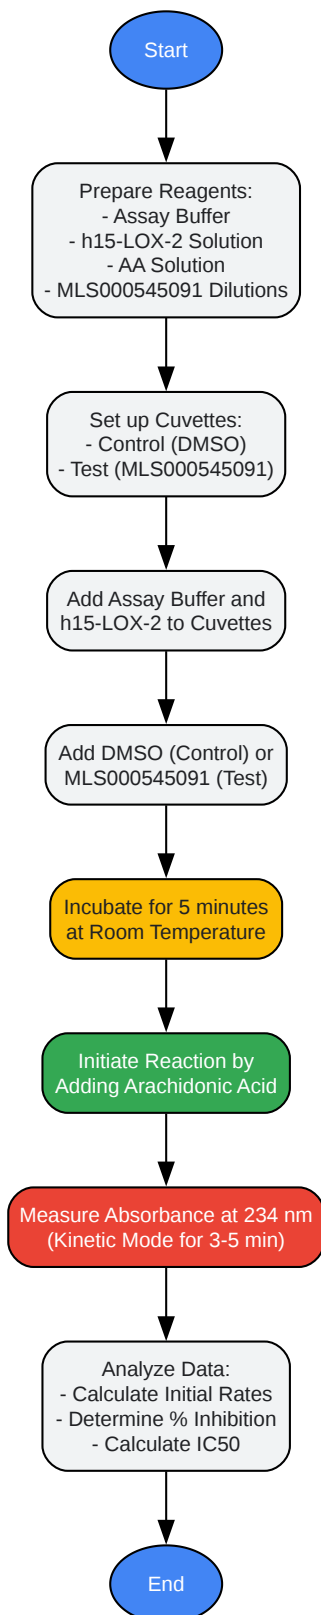 Start
Prepare Reagents:
- Assay Buffer
- h15-LOX-2 Solution
- AA Solution
- MLS000545091 Dilutions
Set up Cuvettes:
- Control (DMSO)
- Test (MLS000545091)
Add Assay Buffer and
h15-LOX-2 to Cuvettes
Add DMSO (Control) or
MLS000545091 (Test)
Incubate for 5 minutes
at Room Temperature
Initiate Reaction by
Adding Arachidonic Acid
Measure Absorbance at 234 nm
(Kinetic Mode for 3-5 min)
Analyze Data:
- Calculate Initial Rates
- Determine % Inhibition
- Calculate IC50
End